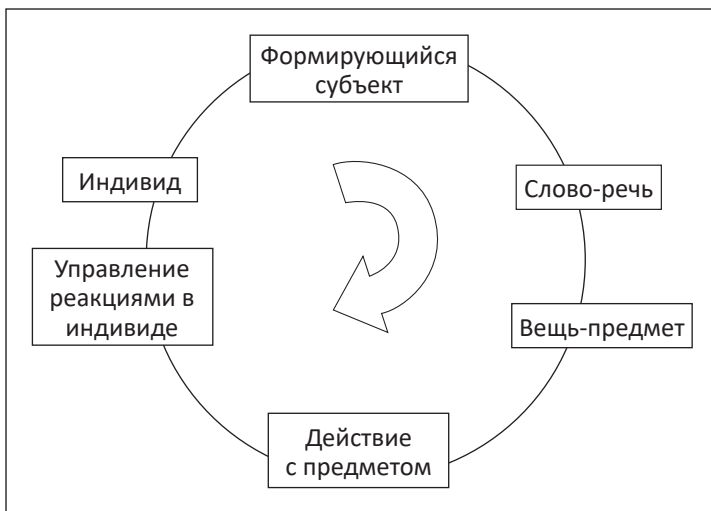 Формирующийся
субъект
Индивид
Слово-речь
Управление
реакциями в
индивиде
Вещь-предмет
Действие
с предметом